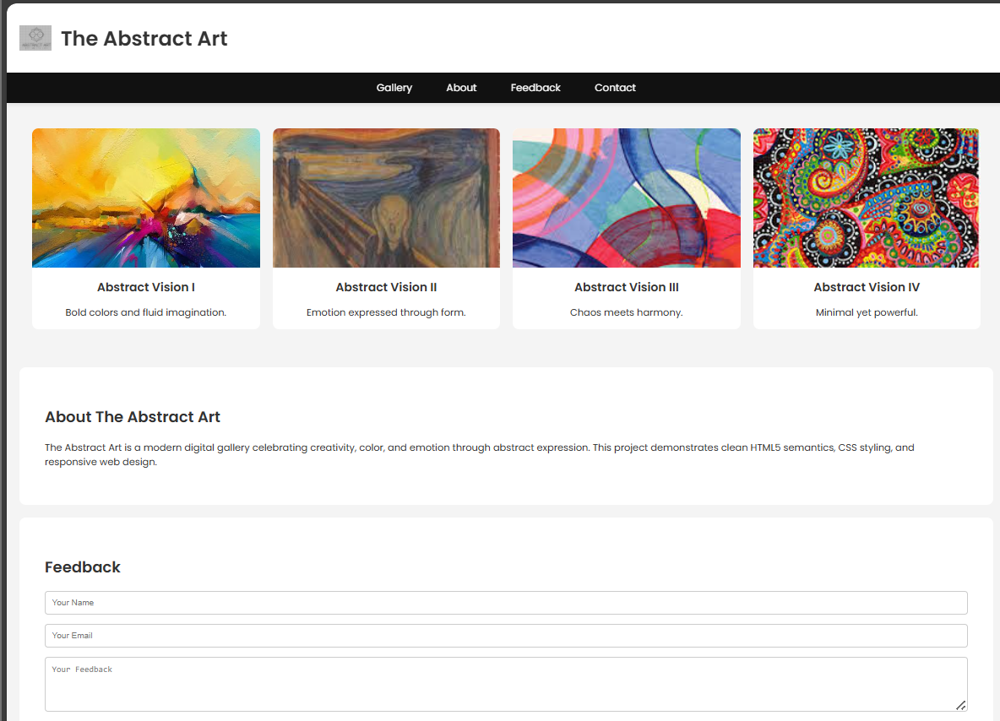 ABSTRACT ART
The Abstract Art
Gallery About Feedback Contact
Abstract Vision I
Bold colors and fluid imagination.
Abstract Vision II
Emotion expressed through form.
Abstract Vision III
Chaos meets harmony.
Abstract Vision IV
Minimal yet powerful.
About The Abstract Art
The Abstract Art is a modern digital gallery celebrating creativity, color, and emotion through abstract expression. This project demonstrates clean HTML5 semantics, CSS styling, and
responsive web design.
Feedback
Your Name
Your Email
Your Feedback